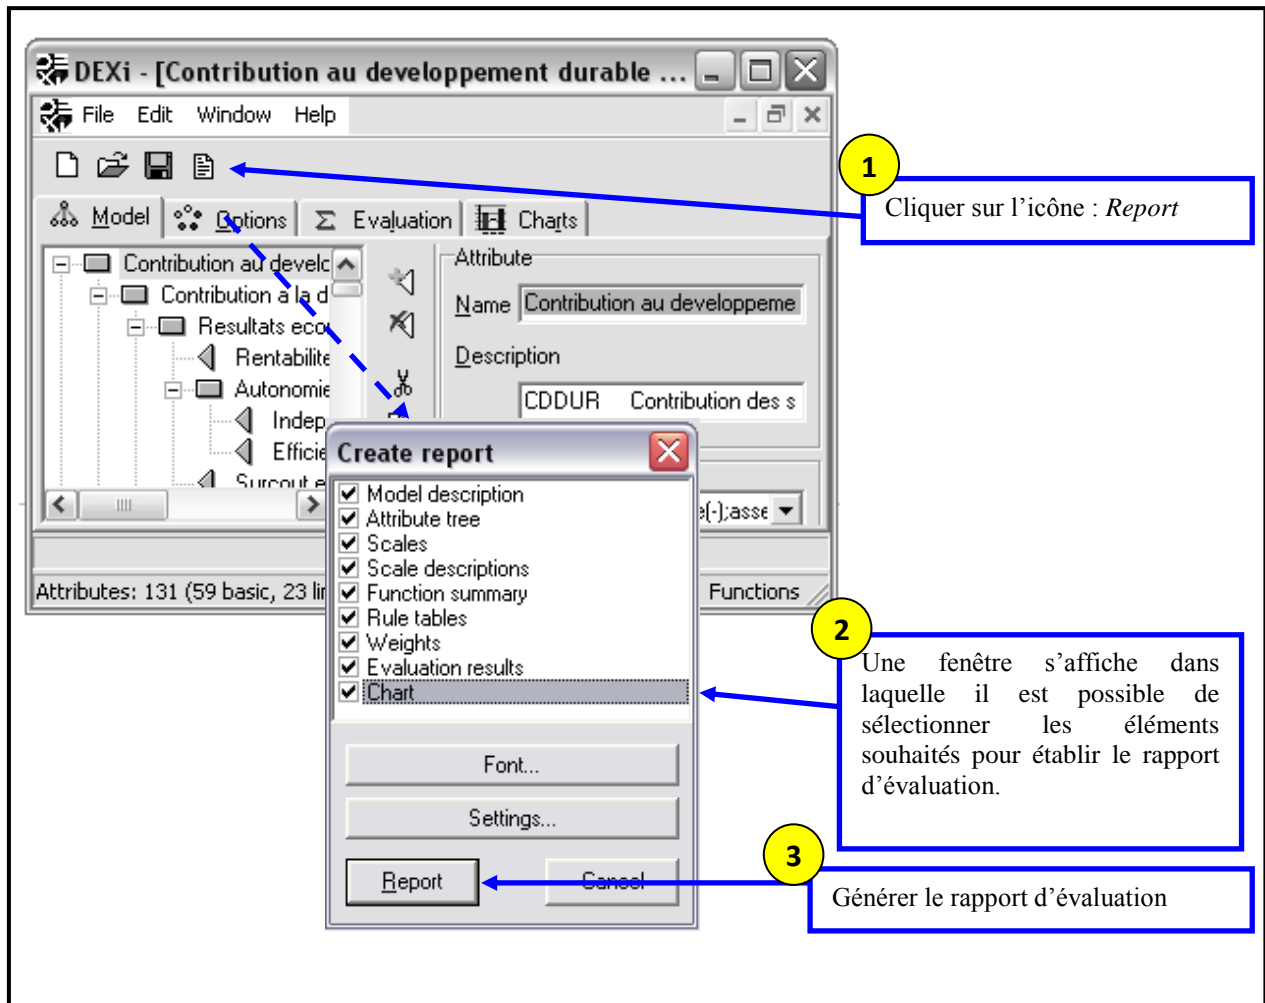 DEXi - [Contribution au developpement durable ...
File Edit Window Help
Model Options Σ Evaluation Charts
Contribution au develc
Contribution a la d
Resultats ecor
Rentabilite
Autonomie
Indep
Efficie
Surcout e
Attribute
Name Contribution au developpeme
Description
CDDUR Contribution des s
e(-);asse
Attributes: 131 (59 basic, 23 lin
Functions
Create report
Model description
Attribute tree
Scales
Scale descriptions
Function summary
Rule tables
Weights
Evaluation results
Chart
Font...
Settings...
Report Cancel
1
Cliquer sur l’icône : Report
2
Une fenêtre s’affiche dans
laquelle il est possible de
sélectionner les éléments
souhaités pour établir le rapport
d’évaluation.
3
Générer le rapport d’évaluation